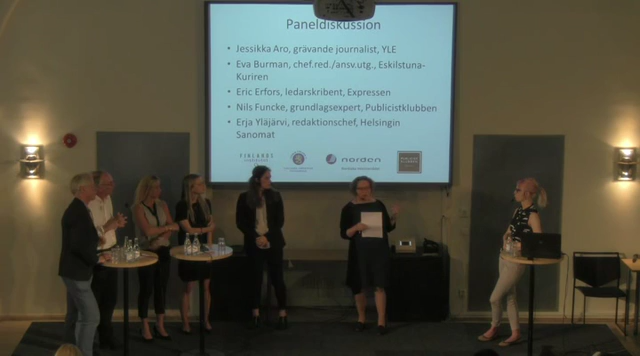 Paneldiskussion
• Jessikka Aro, grävande journalist, YLE
• Eva Burman, chef.red./ansv.utg., Eskilstuna-
Kuriren
• Eric Erfors, ledarskribent, Expressen
• Nils Funcke, grundlagsexpert, Publicistklubben
• Erja Yläjärvi, redaktionschef, Helsingin
Sanomat
FINLANDS
norden